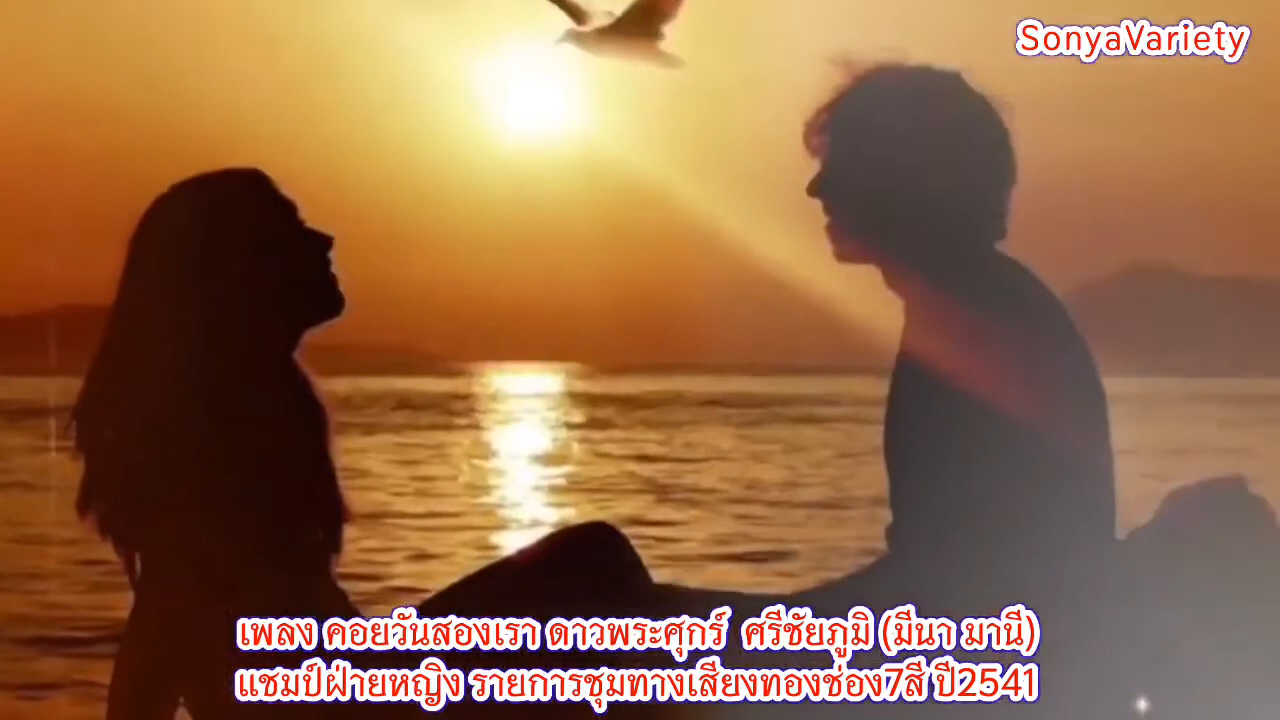 SonyaVariety
เพลง คอยวันสองเรา ดาวพระศุกร์ ศรีชัยภูมิ (มีนา มานี)
แชมป์ฝ่ายหญิง รายการชุมทางเสียงทองช่อง7สี ปี2541